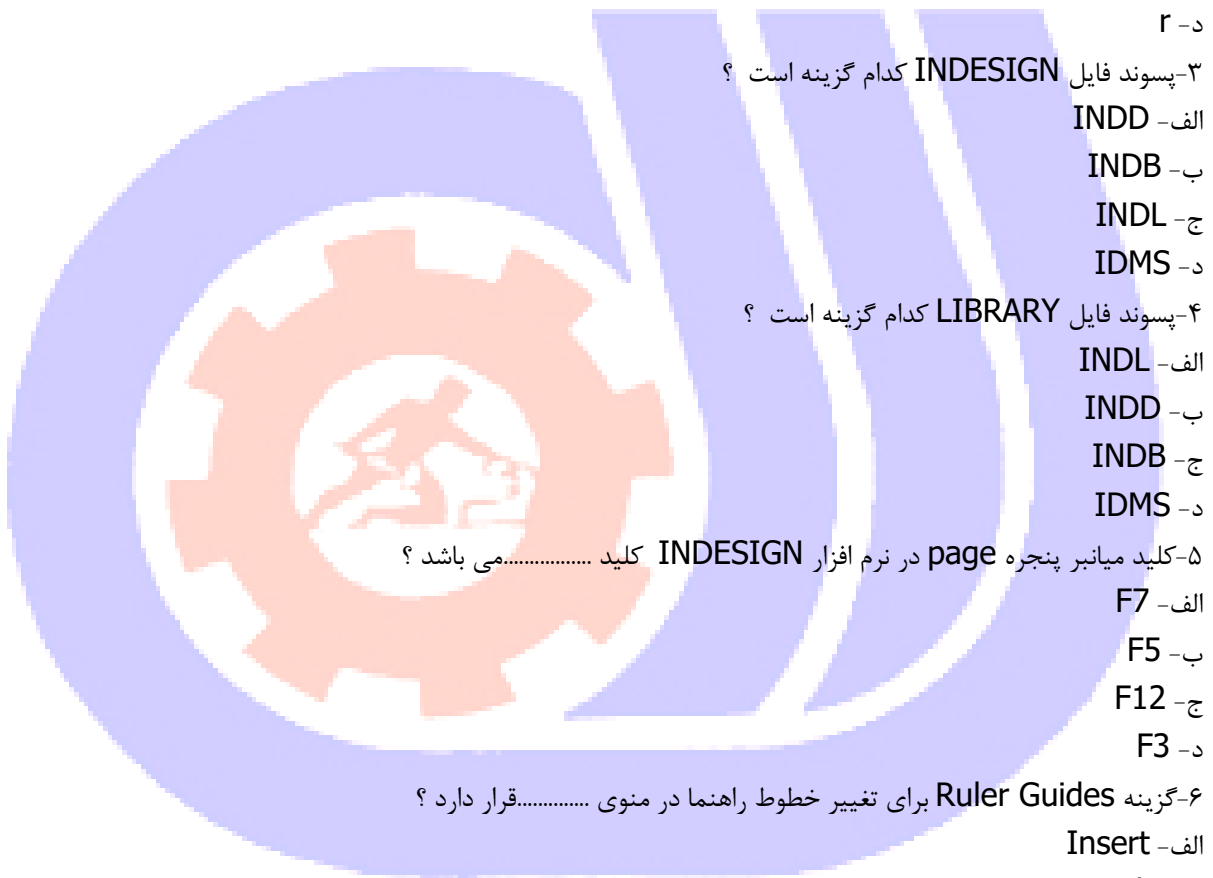 د- r
۳-پسوند فایل INDESIGN کدام گزینه است ؟
الف- INDD
ب- INDB
ج- INDL
د- IDMS
۴-پسوند فایل LIBRARY کدام گزینه است ؟
الف- INDL
ب- INDD
ج- INDB
د- IDMS
۵-کلید میانبر پنجره page در نرم افزار INDESIGN کلید .................می باشد ؟
الف- F7
ب- F5
ج- F12
د- F3
۶-گزینه Ruler Guides برای تغییر خطوط راهنما در منوی ..............قرار دارد ؟
الف- Insert